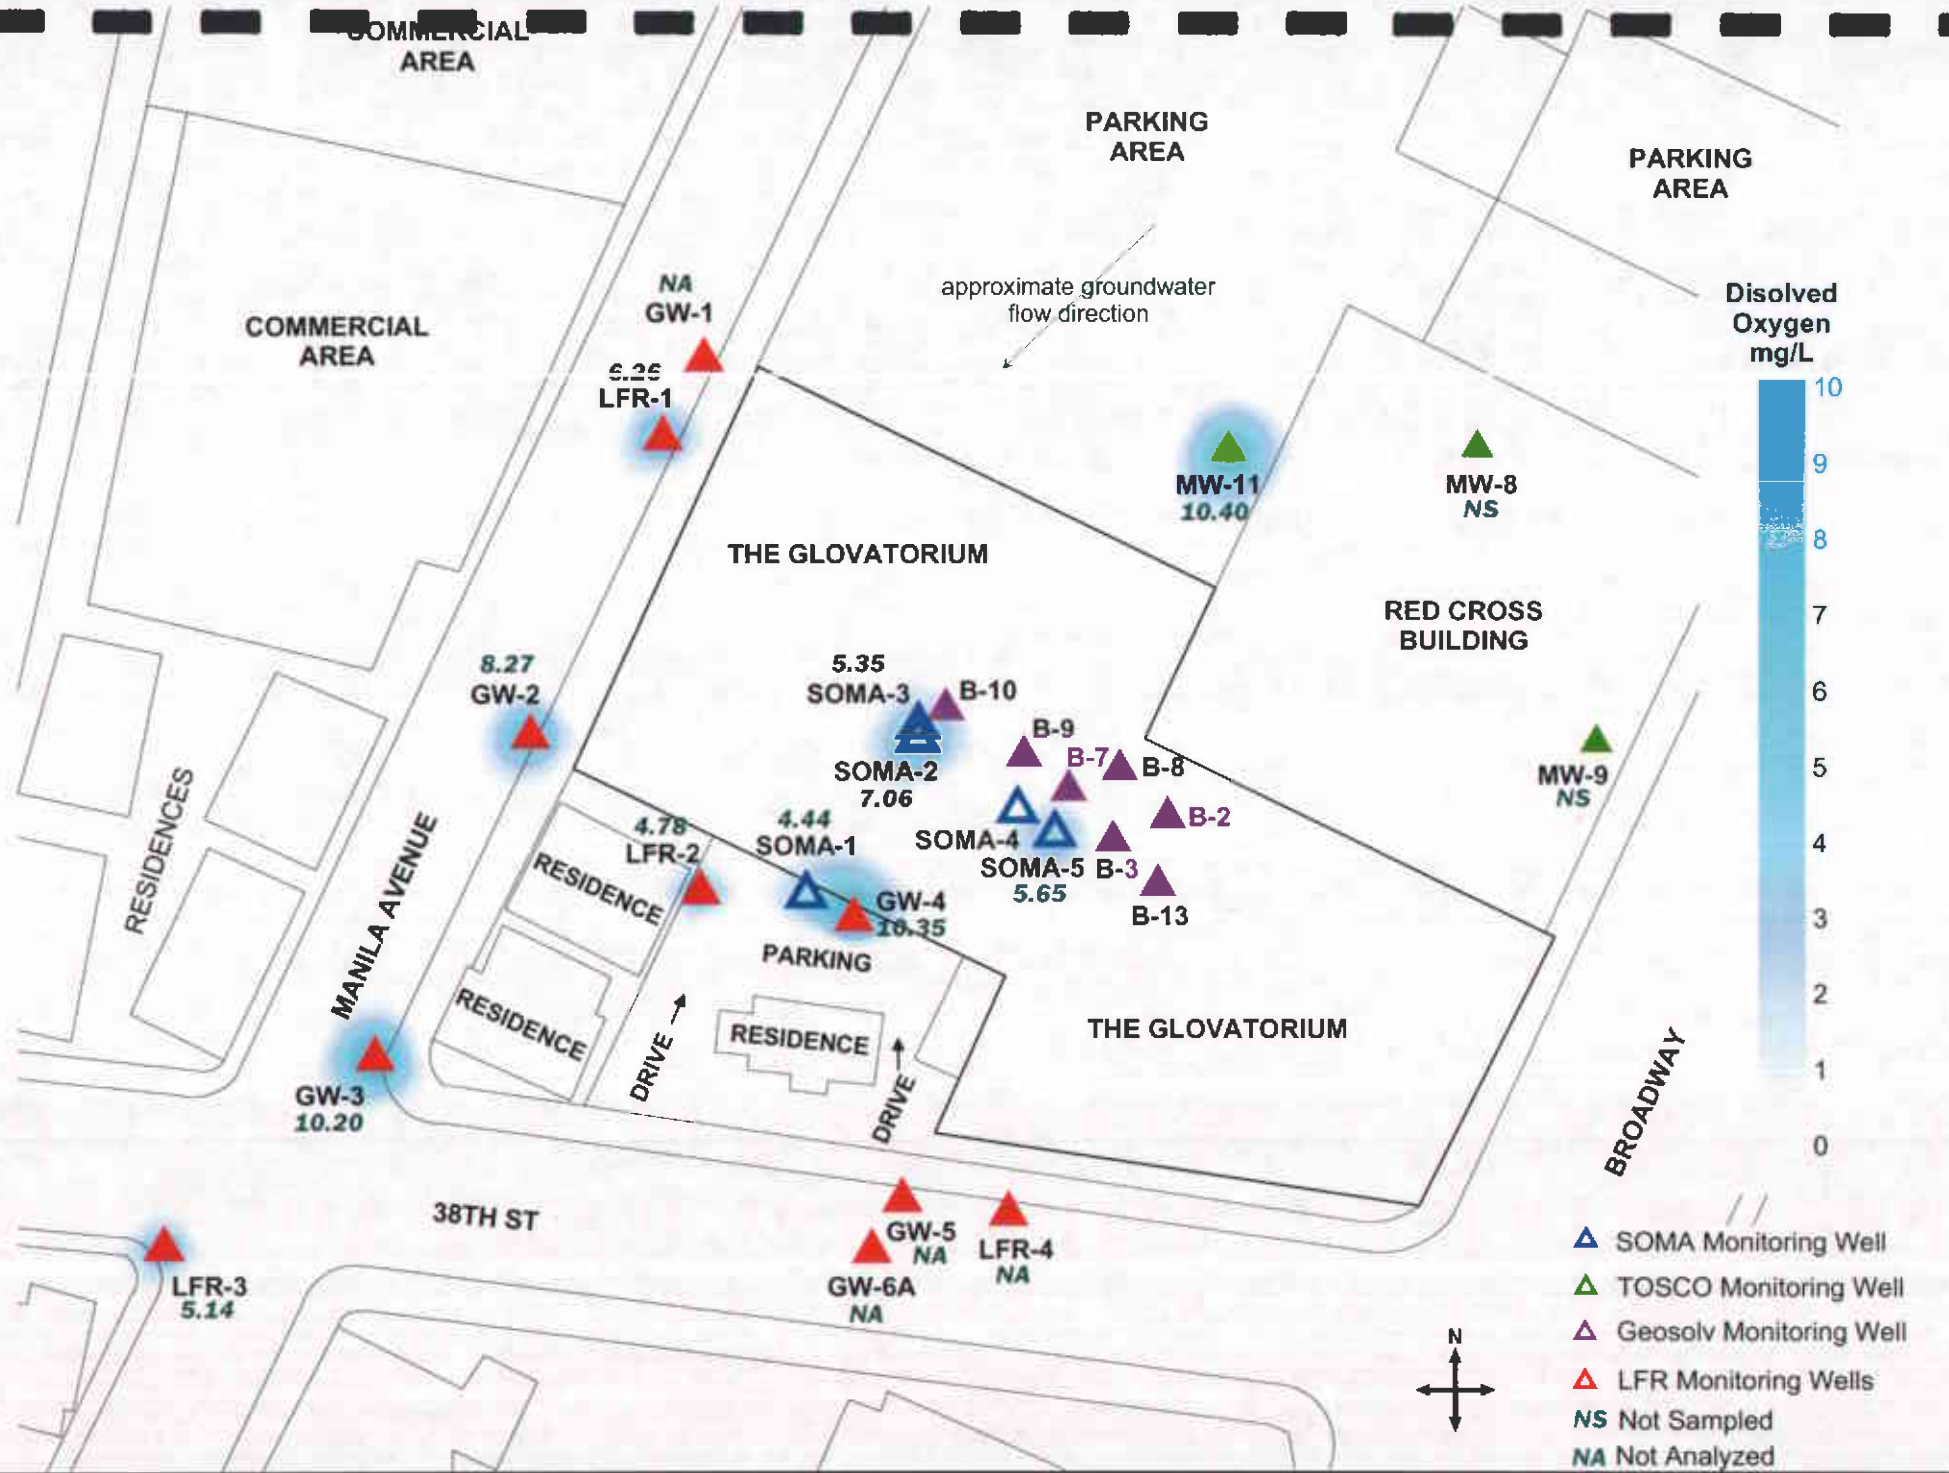 COMMERCIAL
AREA
PARKING
AREA
PARKING
AREA
COMMERCIAL
AREA
NA
GW-1
6.26
LFR-1
approximate groundwater
flow direction
Disolved
Oxygen
mg/L
10
9
8
7
6
5
4
3
2
1
0
MW-11
10.40
MW-8
NS
THE GLOVATORIUM
RED CROSS
BUILDING
8.27
GW-2
5.35
SOMA-3
B-10
B-9
B-7
B-8
SOMA-2
7.06
MW-9
NS
B-2
RESIDENCES
MANILA AVENUE
4.78
LFR-2
4.44
SOMA-1
SOMA-4
SOMA-5
5.65
B-3
B-13
RESIDENCE
GW-4
10.35
PARKING
RESIDENCE
DRIVE
RESIDENCE
DRIVE
THE GLOVATORIUM
BROADWAY
GW-3
10.20
38TH ST
GW-5
NA
LFR-4
NA
GW-6A
NA
LFR-3
5.14
N
SOMA Monitoring Well
TOSCO Monitoring Well
Geosolv Monitoring Well
LFR Monitoring Wells
NS Not Sampled
NA Not Analyzed